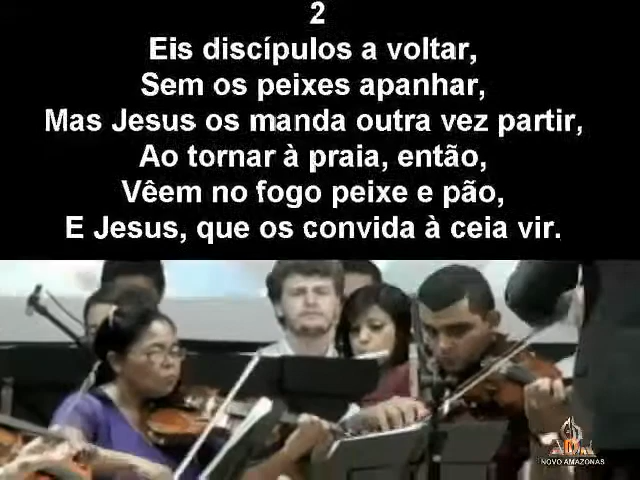 2
Eis discípulos a voltar,
Sem os peixes apanhar,
Mas Jesus os manda outra vez partir,
Ao tornar à praia, então,
Vêem no fogo peixe e pão,
E Jesus, que os convida à ceia vir.
NOVO AMAZONAS